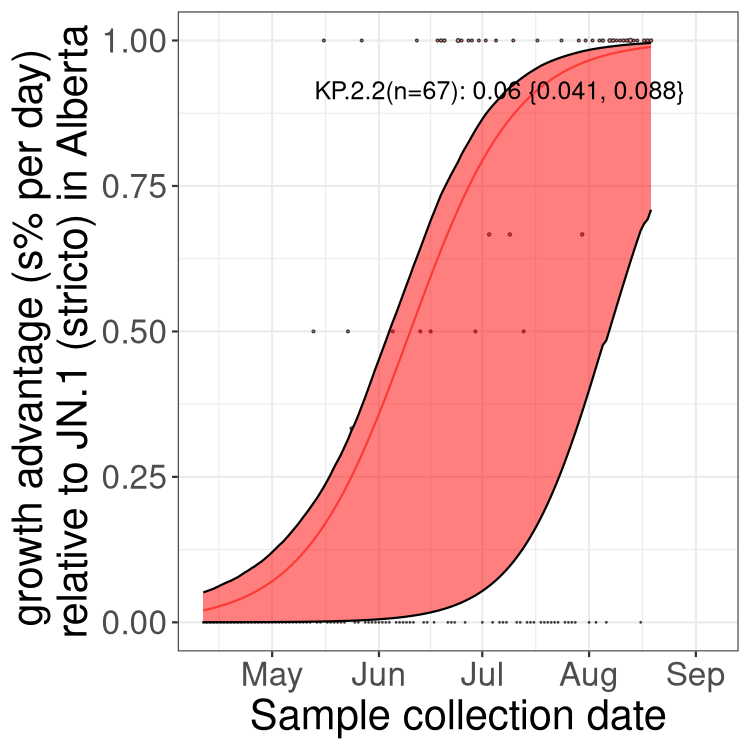 growth advantage (s% per day)
relative to JN.1 (stricto) in Alberta
1.00
0.75
0.50
0.25
0.00
KP.2.2(n=67): 0.06 {0.041, 0.088}
May Jun Jul Aug Sep
Sample collection date